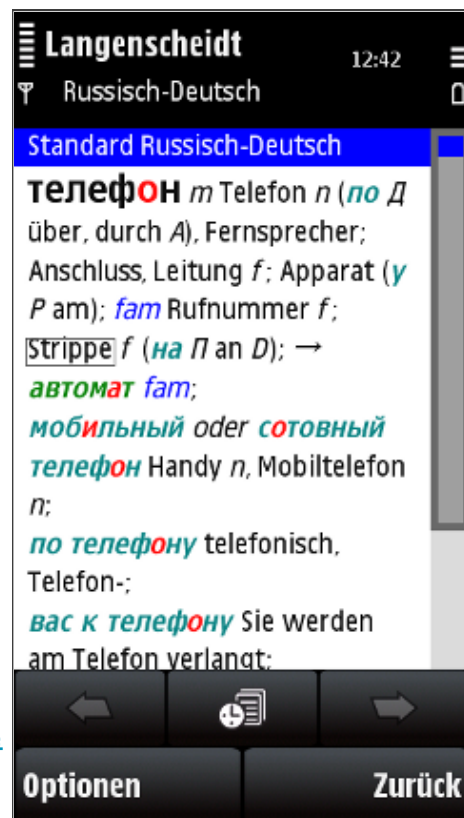 Langenscheidt
12:42
Russisch-Deutsch
Standard Russisch-Deutsch
телефон m Telefon n (по Д
über, durch A), Fernsprecher;
Anschluss, Leitung f; Apparat (у
Р am); fam Rufnummer f;
Strippe f (на П an D); →
автомат fam;
мобильный oder сотовный
телефон Handy n, Mobiltelefon
n;
по телефону telefonisch,
Telefon-;
вас к телефону Sie werden
am Telefon verlangt;
Optionen
Zurück